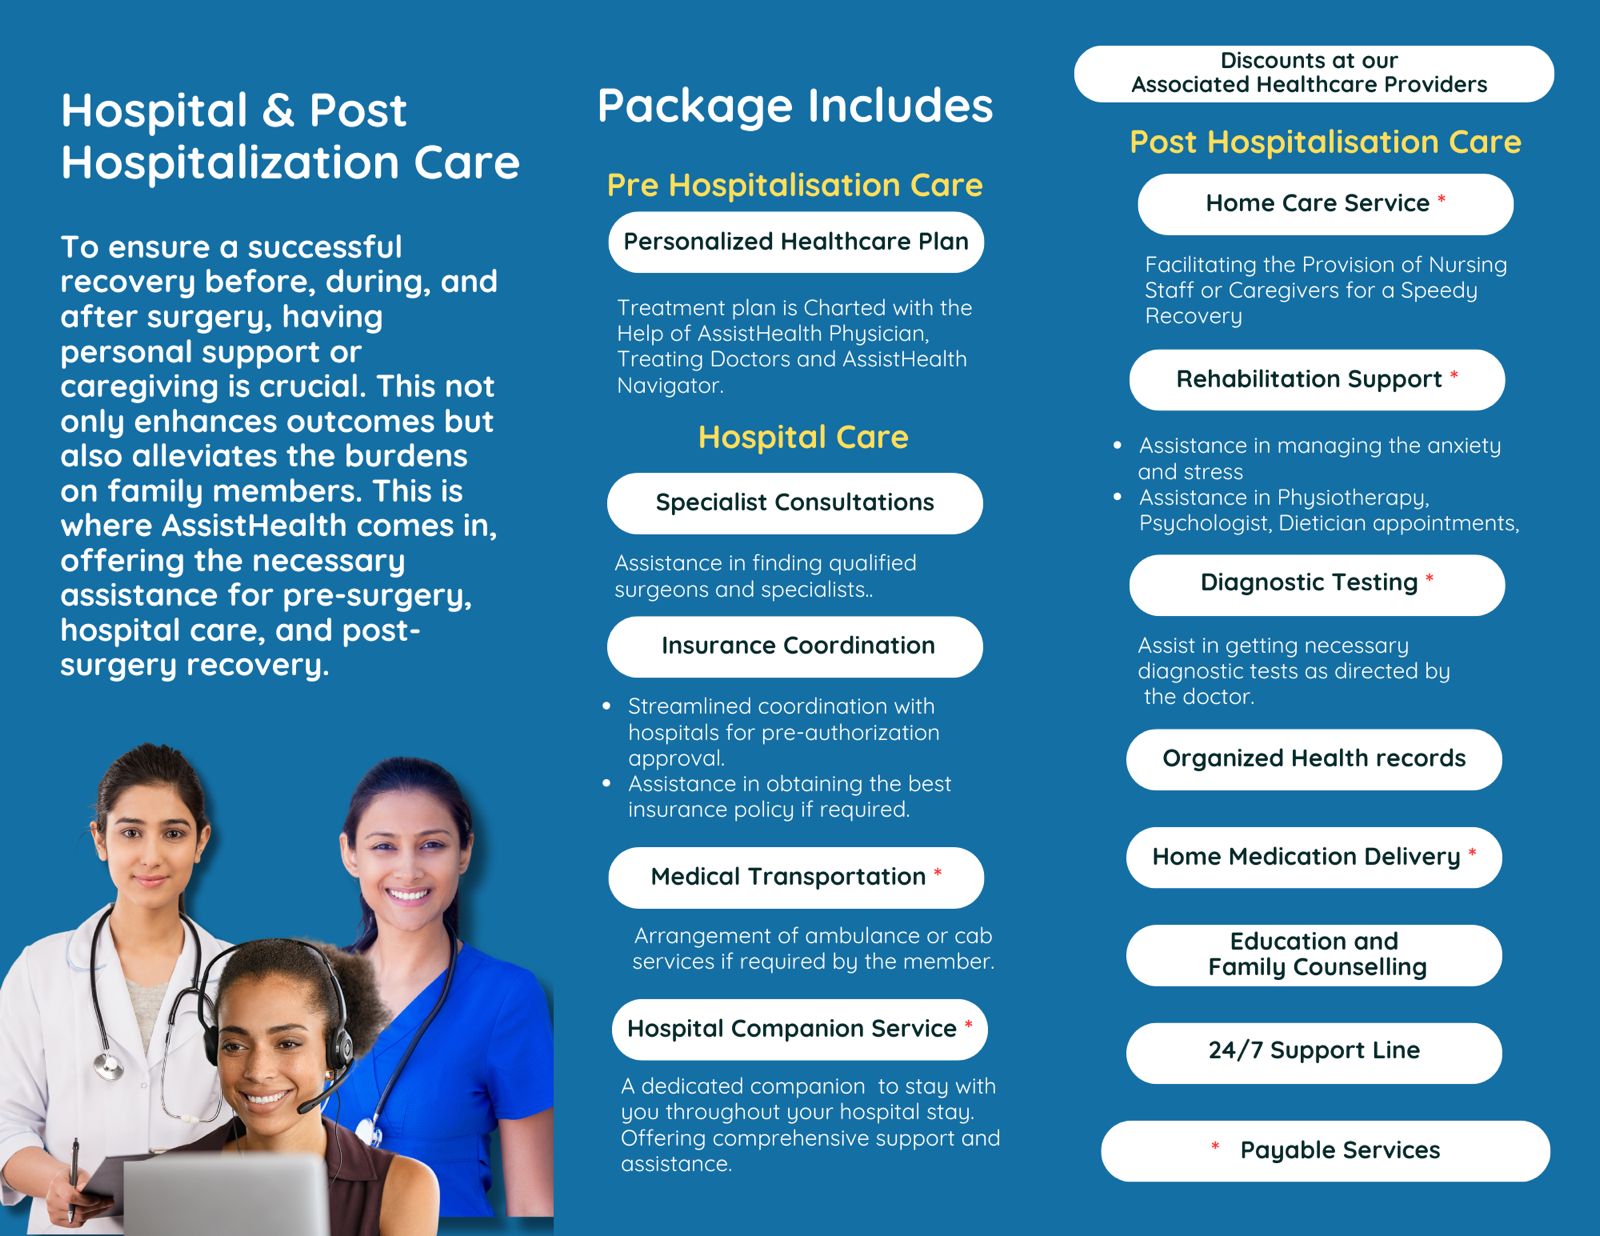 Hospital & Post
Hospitalization Care
To ensure a successful
recovery before, during, and
after surgery, having
personal support or
caregiving is crucial. This not
only enhances outcomes but
also alleviates the burdens
on family members. This is
where AssistHealth comes in,
offering the necessary
assistance for pre-surgery,
hospital care, and post-
surgery recovery.
Package Includes
Pre Hospitalisation Care
Personalized Healthcare Plan
Treatment plan is Charted with the
Help of AssistHealth Physician,
Treating Doctors and AssistHealth
Navigator.
Hospital Care
Specialist Consultations
Assistance in finding qualified
surgeons and specialists..
Insurance Coordination
• Streamlined coordination with
hospitals for pre-authorization
approval.
• Assistance in obtaining the best
insurance policy if required.
Medical Transportation *
Arrangement of ambulance or cab
services if required by the member.
Hospital Companion Service *
A dedicated companion to stay with
you throughout your hospital stay.
Offering comprehensive support and
assistance.
Discounts at our
Associated Healthcare Providers
Post Hospitalisation Care
Home Care Service *
Facilitating the Provision of Nursing
Staff or Caregivers for a Speedy
Recovery
Rehabilitation Support *
• Assistance in managing the anxiety
and stress
• Assistance in Physiotherapy,
Psychologist, Dietician appointments,
Diagnostic Testing *
Assist in getting necessary
diagnostic tests as directed by
the doctor.
Organized Health records
Home Medication Delivery *
Education and
Family Counselling
24/7 Support Line
* Payable Services